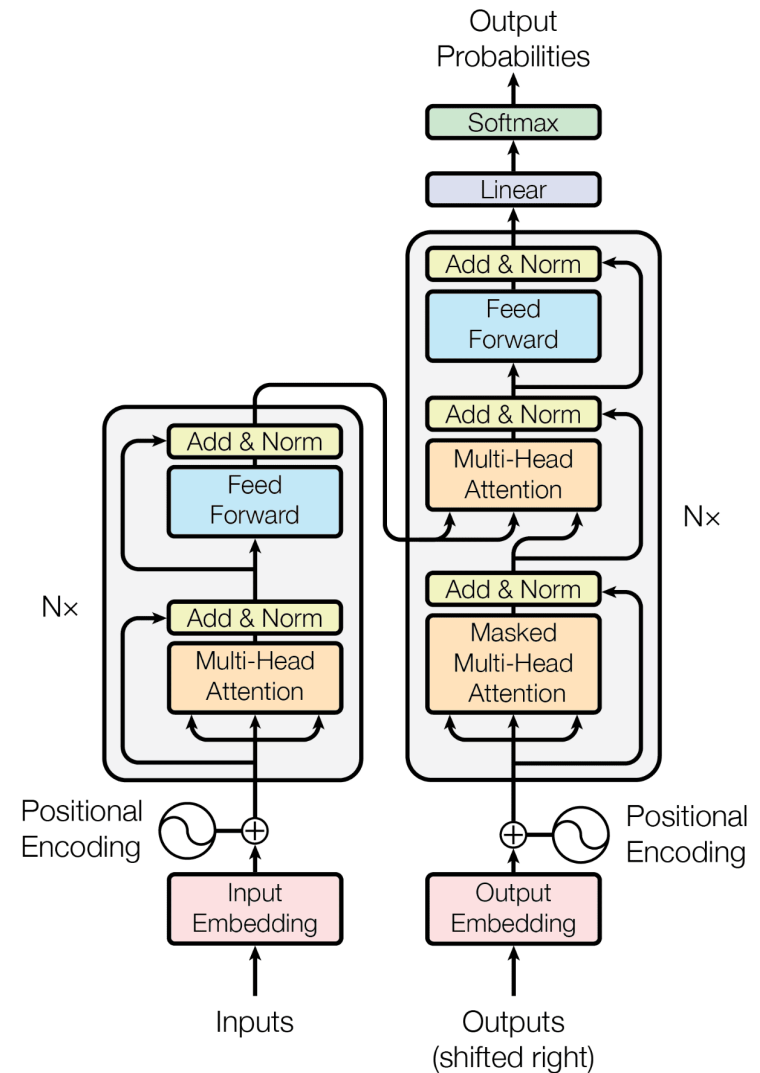 Output
Probabilities
Softmax
Linear
Add & Norm
Feed
Forward
Add & Norm
Multi-Head
Attention
Add & Norm
Masked
Multi-Head
Attention
N×
Add & Norm
Feed
Forward
Add & Norm
Multi-Head
Attention
N×
Positional
Encoding
Positional
Encoding
Input
Embedding
Output
Embedding
Inputs
Outputs
(shifted right)